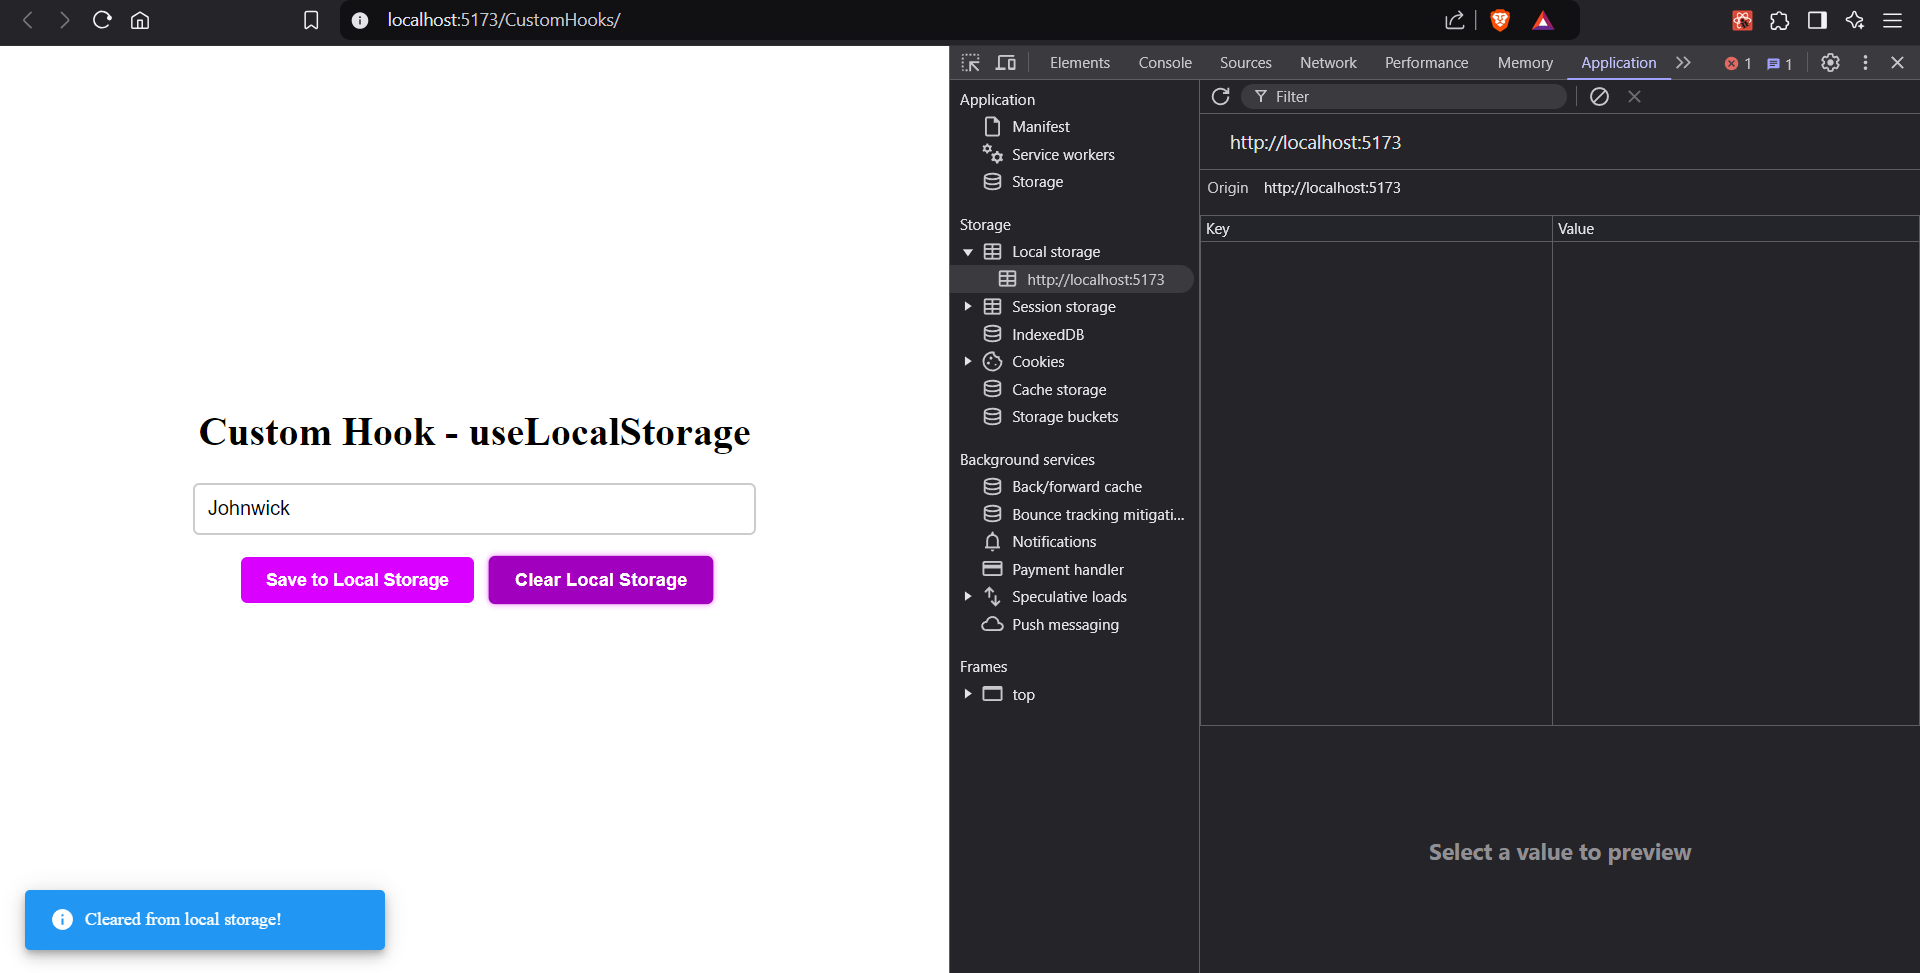 localhost:5173/CustomHooks/
Elements Console Sources Network Performance Memory Application 1 1
Application
Manifest
Service workers
Storage
Storage
Local storage
http://localhost:5173
Session storage
IndexedDB
Cookies
Cache storage
Storage buckets
Background services
Back/forward cache
Bounce tracking mitigati...
Notifications
Payment handler
Speculative loads
Push messaging
Frames
top
Filter
http://localhost:5173
Origin http://localhost:5173
Key Value
Select a value to preview
Custom Hook - useLocalStorage
Johnwick
Save to Local Storage Clear Local Storage
Cleared from local storage!